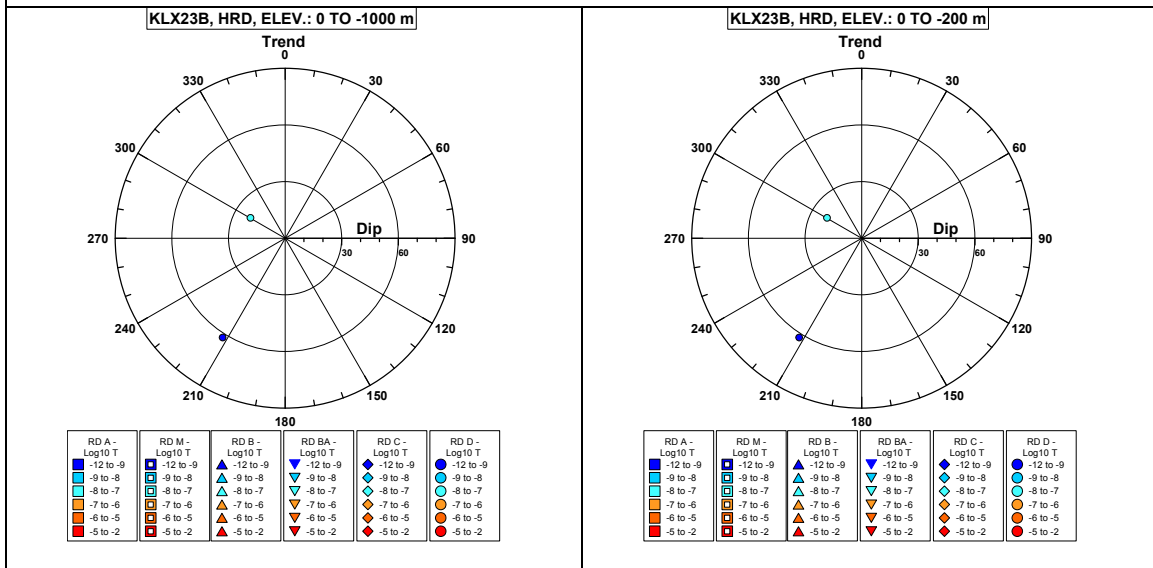 KLX23B, HRD, ELEV.: 0 TO -1000 m
Trend
0
330 30
300 60
270 Dip 90
30 60
240 120
210 150
180
RD A - RD M - RD B - RD BA - RD C - RD D -
Log10 T Log10 T Log10 T Log10 T Log10 T Log10 T
-12 to -9 -12 to -9 -12 to -9 -12 to -9 -12 to -9 -12 to -9
-9 to -8 -9 to -8 -9 to -8 -9 to -8 -9 to -8 -9 to -8
-8 to -7 -8 to -7 -8 to -7 -8 to -7 -8 to -7 -8 to -7
-7 to -6 -7 to -6 -7 to -6 -7 to -6 -7 to -6 -7 to -6
-6 to -5 -6 to -5 -6 to -5 -6 to -5 -6 to -5 -6 to -5
-5 to -2 -5 to -2 -5 to -2 -5 to -2 -5 to -2 -5 to -2
KLX23B, HRD, ELEV.: 0 TO -200 m
Trend
0
330 30
300 60
270 Dip 90
30 60
240 120
210 150
180
RD A - RD M - RD B - RD BA - RD C - RD D -
Log10 T Log10 T Log10 T Log10 T Log10 T Log10 T
-12 to -9 -12 to -9 -12 to -9 -12 to -9 -12 to -9 -12 to -9
-9 to -8 -9 to -8 -9 to -8 -9 to -8 -9 to -8 -9 to -8
-8 to -7 -8 to -7 -8 to -7 -8 to -7 -8 to -7 -8 to -7
-7 to -6 -7 to -6 -7 to -6 -7 to -6 -7 to -6 -7 to -6
-6 to -5 -6 to -5 -6 to -5 -6 to -5 -6 to -5 -6 to -5
-5 to -2 -5 to -2 -5 to -2 -5 to -2 -5 to -2 -5 to -2